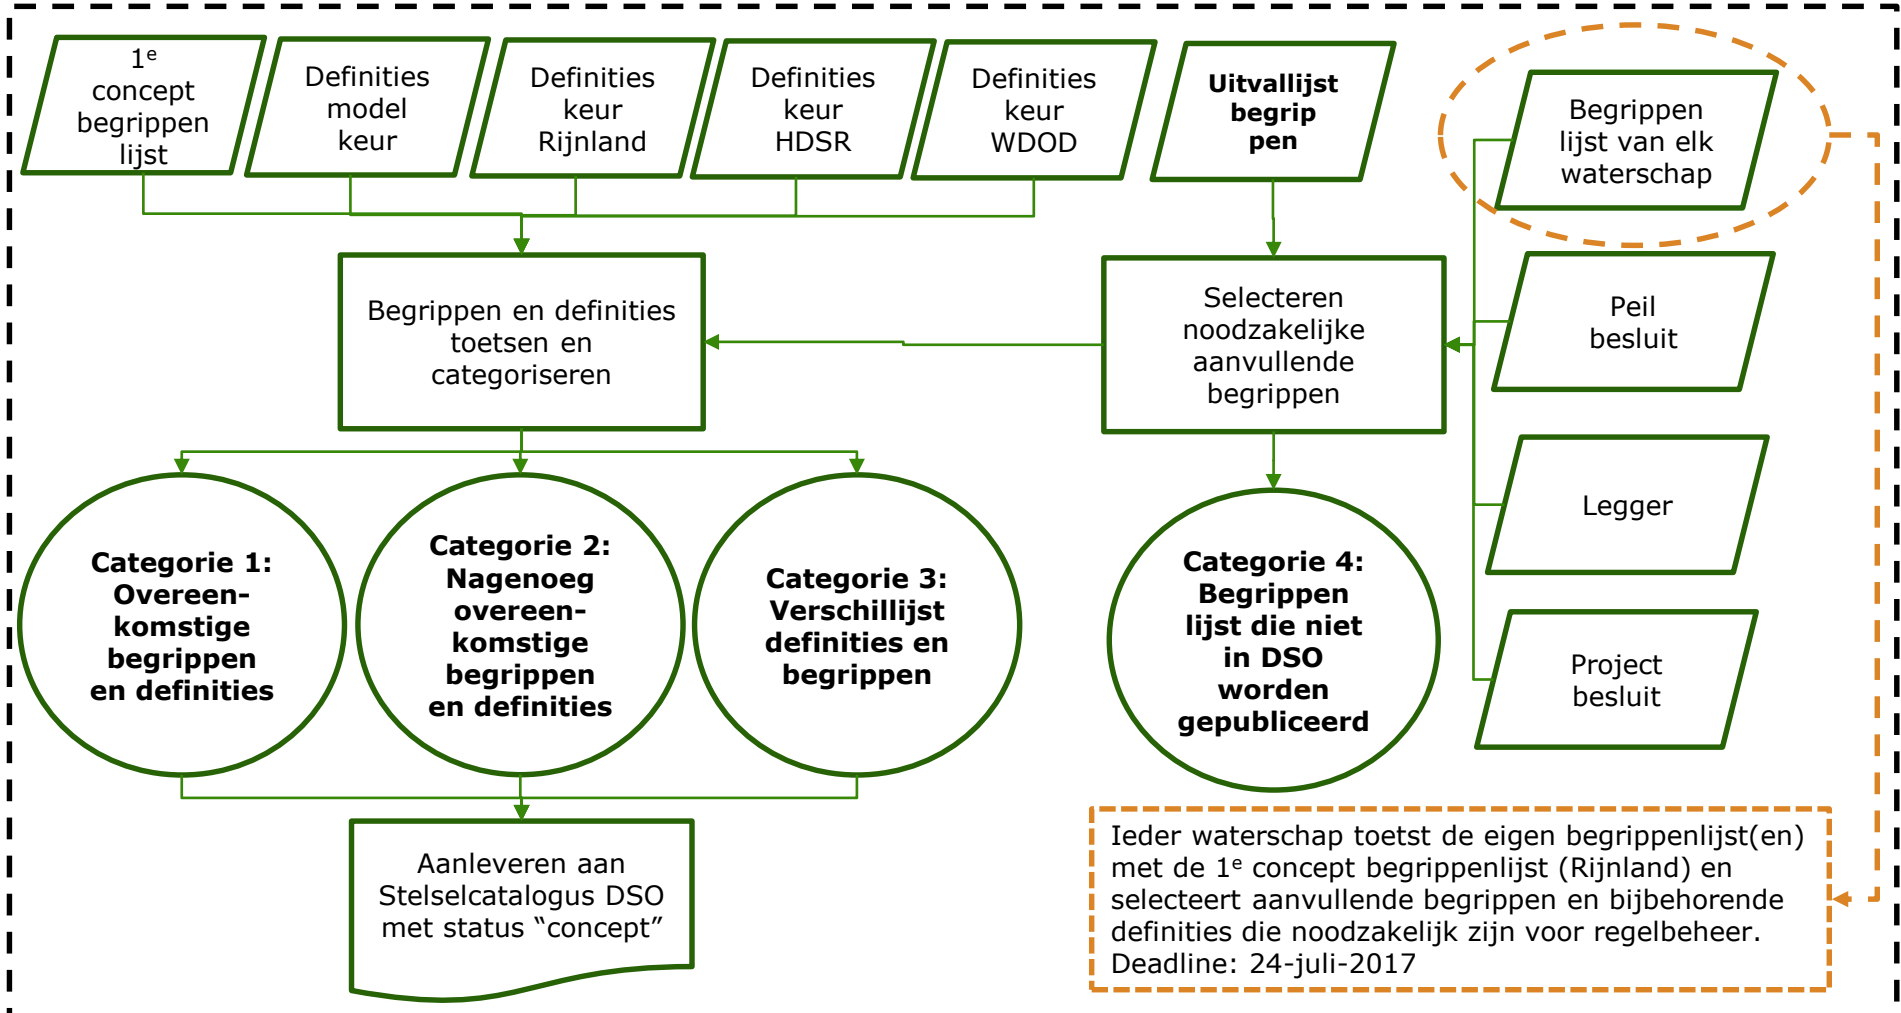 1e
concept
begrippen
lijst
Definities
model
keur
Definities
keur
Rijnland
Definities
keur
HDSR
Definities
keur
WDOD
Uitvallijst
begrip
pen
Begrippen
lijst van elk
waterschap
Begrippen en definities
toetsen en
categoriseren
Selecteren
noodzakelijke
aanvullende
begrippen
Peil
besluit
Legger
Project
besluit
Categorie 1:
Overeen-
komstige
begrippen
en definities
Categorie 2:
Nagenoeg
overeen-
komstige
begrippen
en definities
Categorie 3:
Verschillijst
definities en
begrippen
Categorie 4:
Begrippen
lijst die niet
in DSO
worden
gepubliceerd
Aanleveren aan
Stelselcatalogus DSO
met status “concept”
Ieder waterschap toetst de eigen begrippenlijst(en)
met de 1e concept begrippenlijst (Rijnland) en
selecteert aanvullende begrippen en bijbehorende
definities die noodzakelijk zijn voor regelbeheer.
Deadline: 24-juli-2017